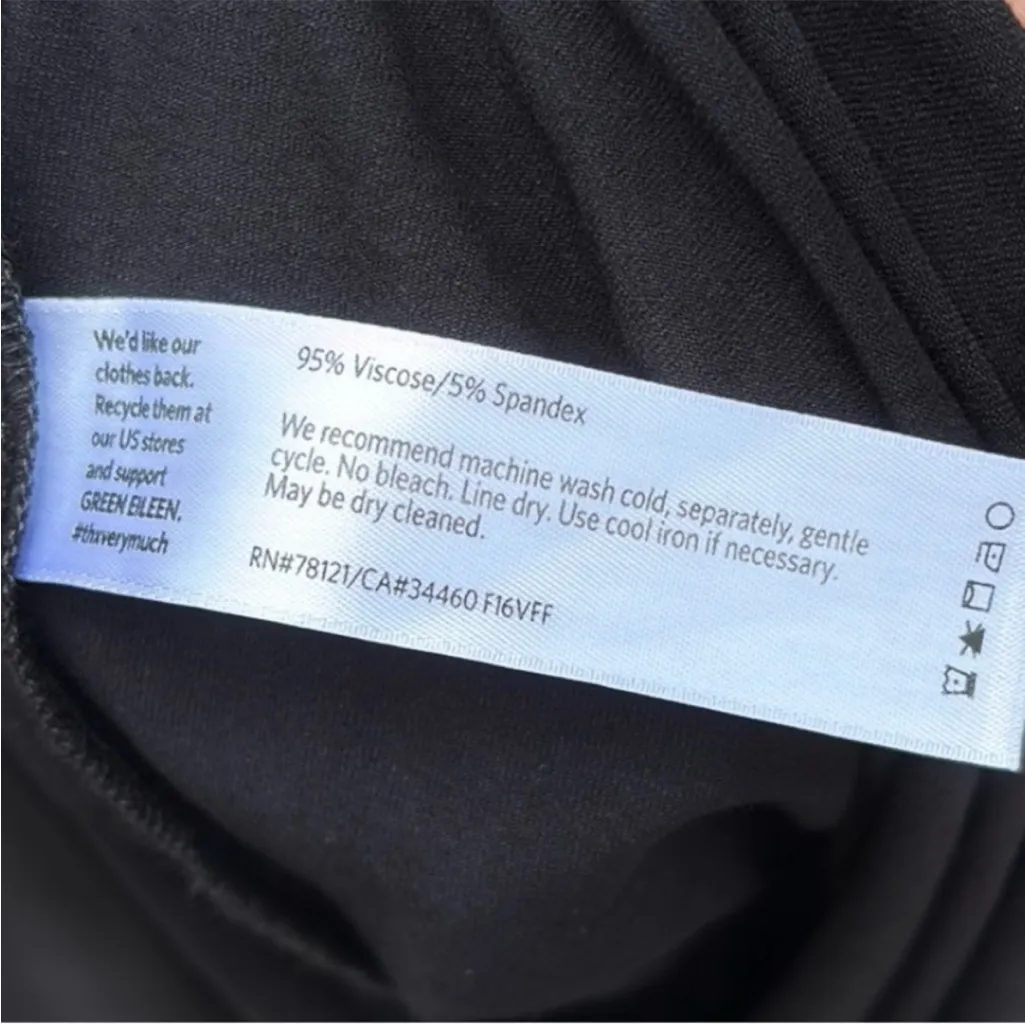 We'd like our
clothes back.
Recycle them at
our US stores
and support
GREEN EILEEN.
#thxverymuch
95% Viscose/5% Spandex
We recommend machine wash cold, separately, gentle
cycle. No bleach. Line dry. Use cool iron if necessary.
May be dry cleaned.
RN#78121/CA#34460 F16VFF